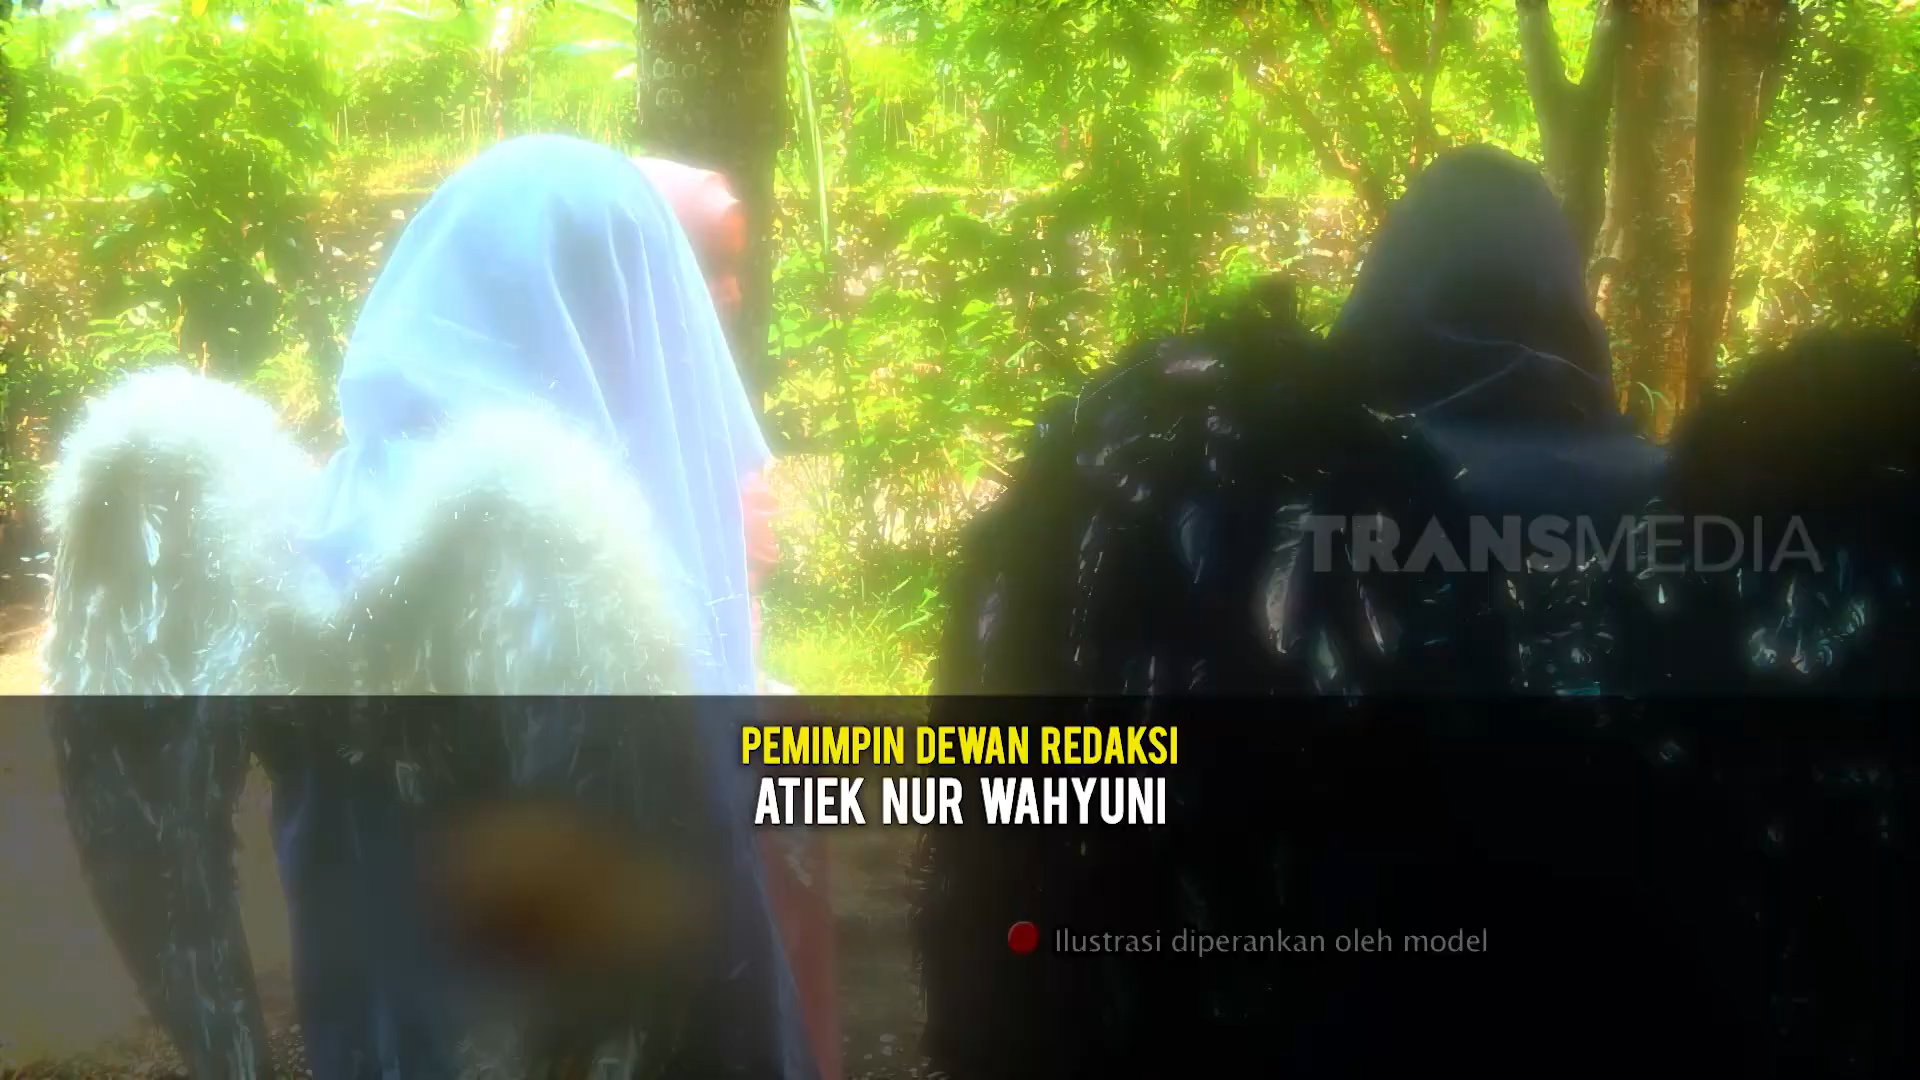 TRANSMEDIA
PEMIMPIN DEWAN REDAKSI
ATIEK NUR WAHYUNI
Ilustrasi diperankan oleh model